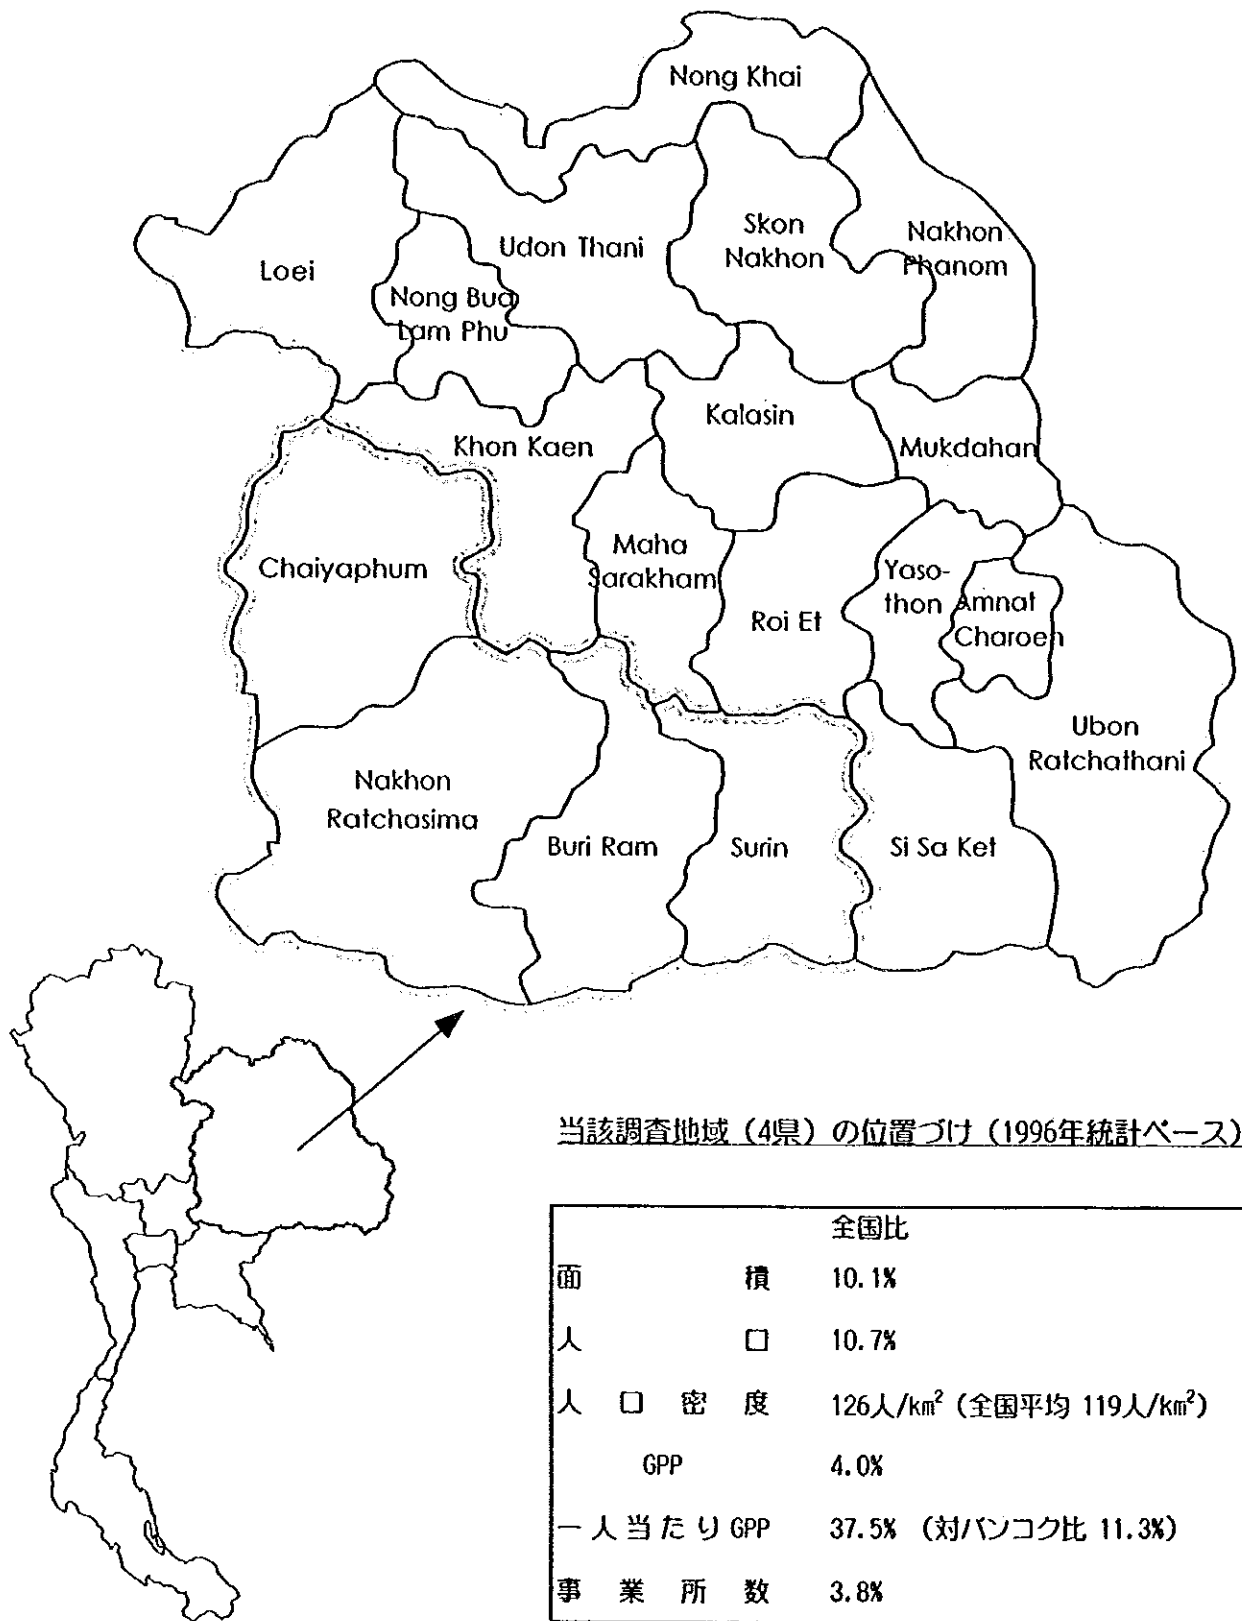 Nong Khai
Skon
Nakhon
Nakhon
Phanom
Udon Thani
Loei
Nong Bua
Lam Phu
Kalasin
Khon Kaen
Mukdahan
Chaiyaphum
Maha
Sarakham
Yaso-
thon
Amnat
Charoen
Roi Et
Ubon
Ratchathani
Nakhon
Ratchasima
Buri Ram
Surin
Si Sa Ket
当該調査地域（4県）の位置づけ（1996年統計ベース）
全国比
面積 10.1%
人口 10.7%
人口密度 126人/km² (全国平均 119人/km²)
GPP 4.0%
一人当たりGPP 37.5% (対バンコク比 11.3%)
事業所数 3.8%